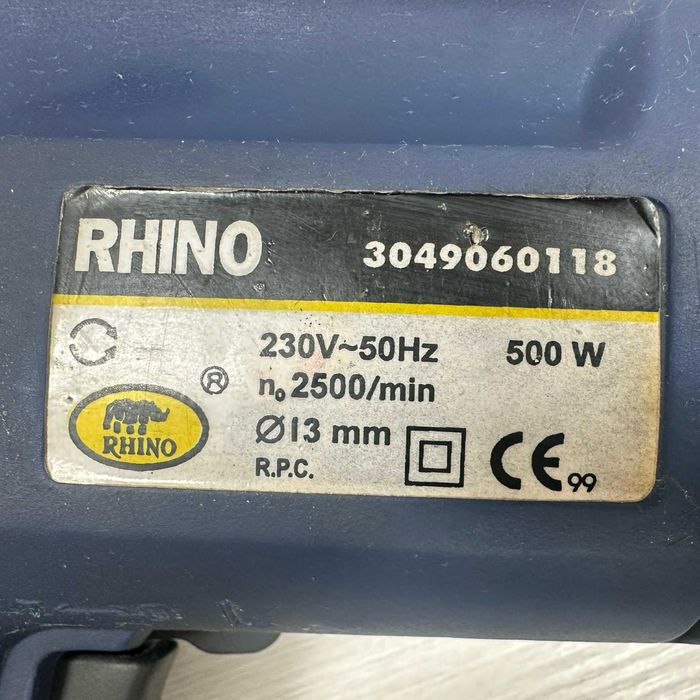 RHINO 3049060118
230V~50Hz 500 W
n₀ 2500/min
®
RHINO
Ø13 mm
R.P.C.
CE 99